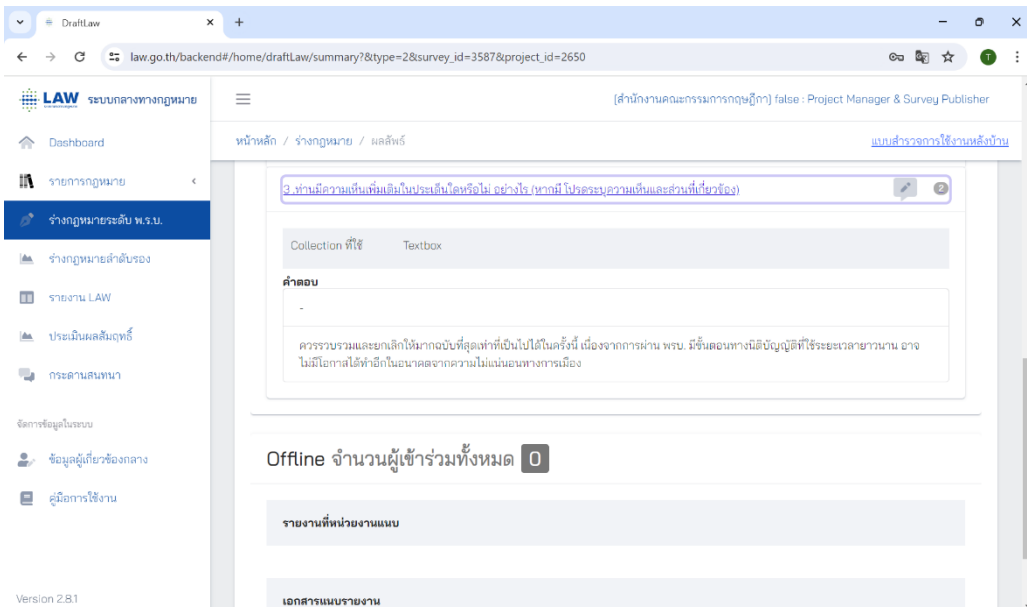 DraftLaw
law.go.th/backend#/home/draftLaw/summary?&type=2&survey_id=3587&project_id=2650
T
LAW ระบบกลางทางกฎหมาย
[สำนักงานคณะกรรมการกฤษฎีกา] false : Project Manager & Survey Publisher
Dashboard
หน้าหลัก / ร่างกฎหมาย / ผลลัพธ์
แบบสำรวจการใช้งานหลังบ้าน
รายการกฎหมาย
ร่างกฎหมายระดับ พ.ร.บ.
ร่างกฎหมายลำดับรอง
รายงาน LAW
ประเมินผลสัมฤทธิ์
กระดานสนทนา
จัดการข้อมูลในระบบ
ข้อมูลผู้เกี่ยวข้องกลาง
คู่มือการใช้งาน
Version 2.8.1
3 .ท่านมีความเห็นเพิ่มเติมในประเด็นใดหรือไม่ อย่างไร (หากมี โปรดระบุความเห็นและส่วนที่เกี่ยวข้อง)
2
Collection ที่ใช้ Textbox
คำตอบ
-
ควรรวบรวมและยกเลิกให้มากฉบับที่สุดเท่าที่เป็นไปได้ในครั้งนี้ เนื่องจากการผ่าน พรบ. มีขั้นตอนทางนิติบัญญัติที่ใช้ระยะเวลายาวนาน อาจ
ไม่มีโอกาสได้ทำอีกในอนาคตจากความไม่แน่นอนทางการเมือง
Offline จำนวนผู้เข้าร่วมทั้งหมด 0
รายงานที่หน่วยงานแนบ
เอกสารแนบรายงาน